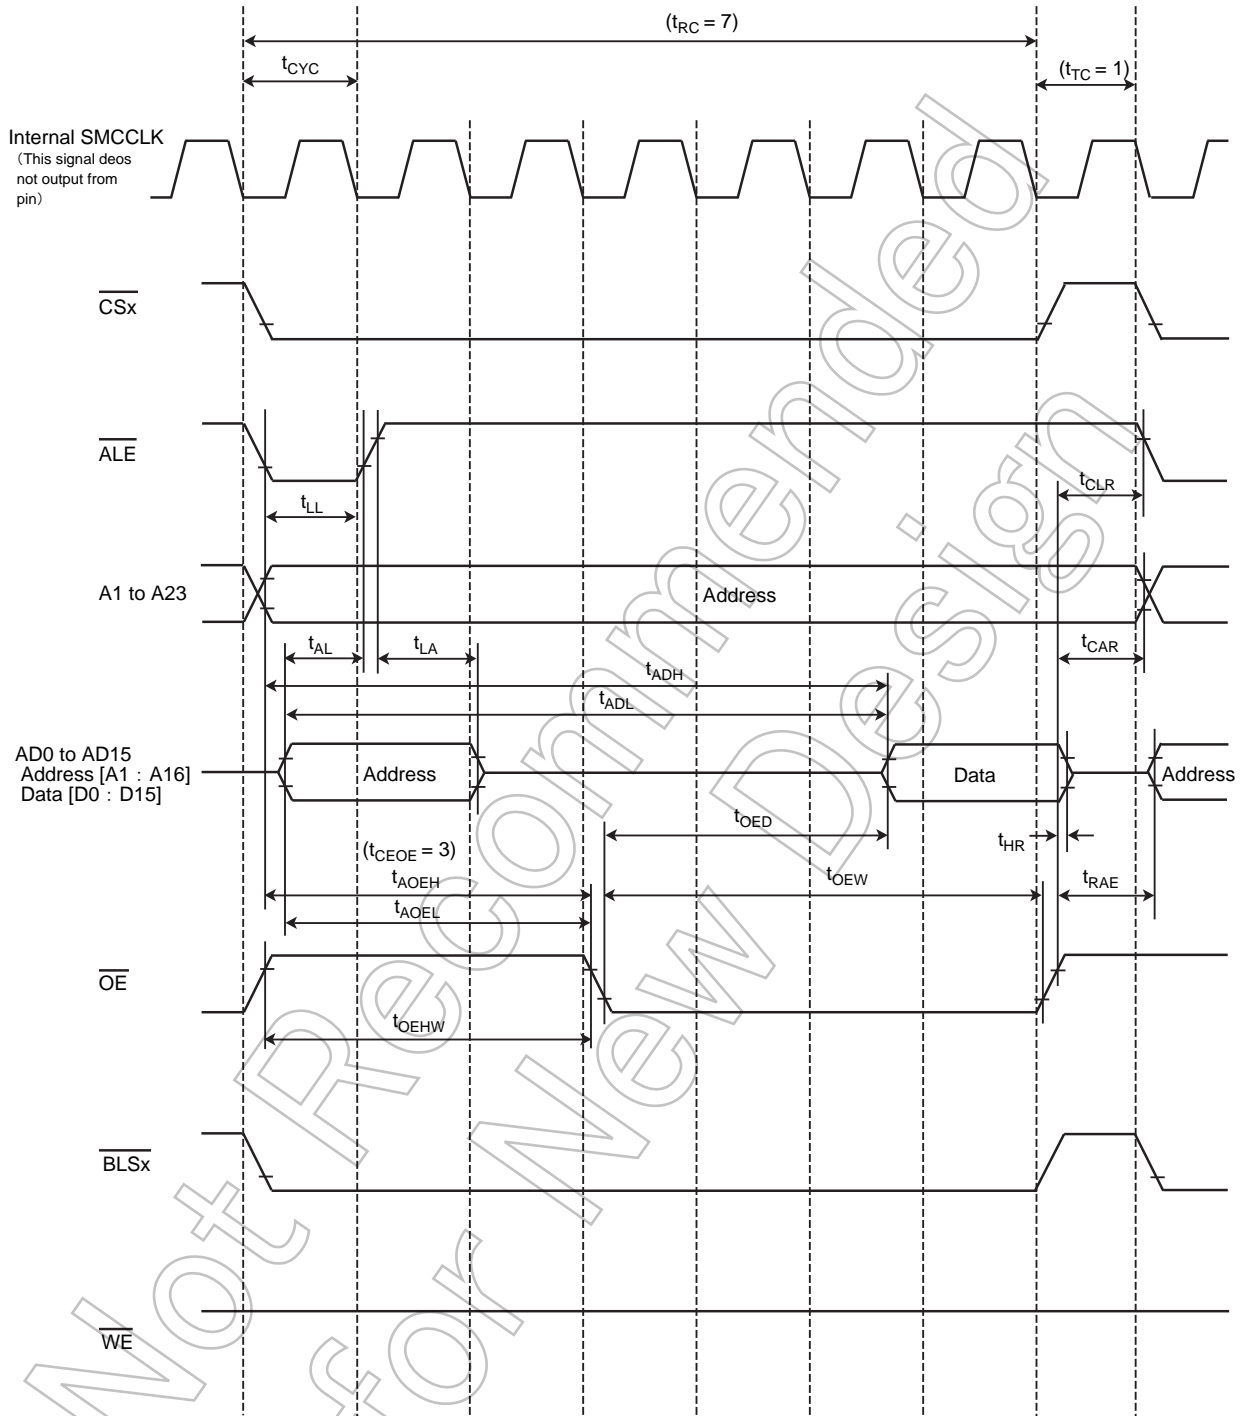 (tRC = 7)
tCYC
(tTC = 1)
Internal SMCCLK
(This signal deos
not output from
pin)
CSx
ALE
tCLR
tLL
A1 to A23
Address
tAL
tLA
tCAR
tADH
tADL
AD0 to AD15
Address [A1 : A16]
Data [D0 : D15]
Address
Data
Address
tOED
tHR
(tCEOE = 3)
tAOEH
tOEW
tRAE
tAOEL
OE
tOEHW
BLSx
WE
Not Recommended
for New Design